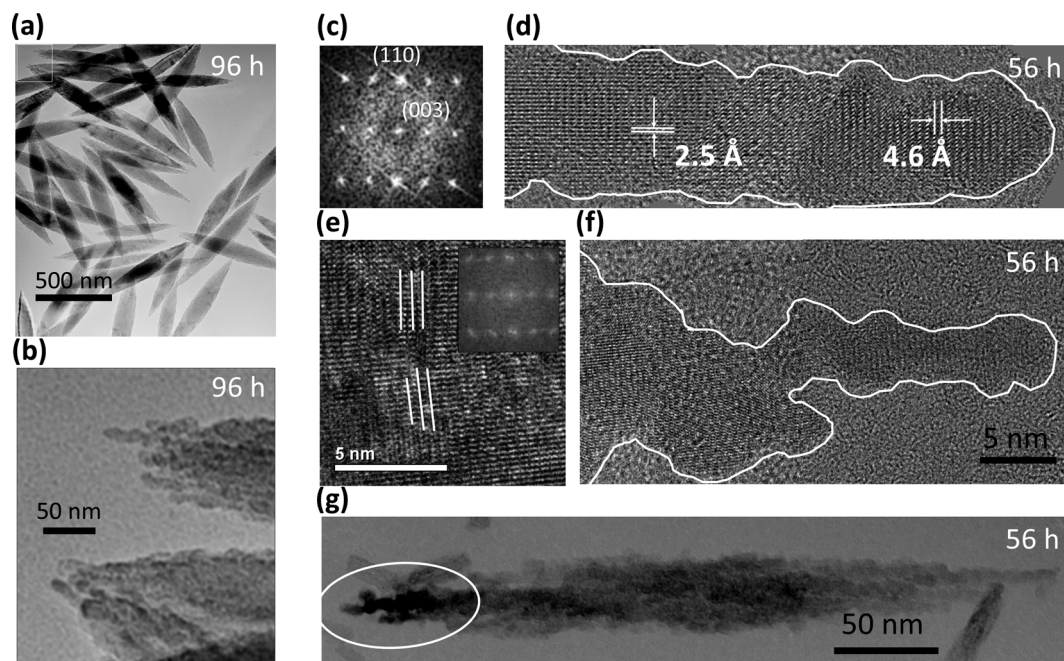 (a)
96 h
500 nm
(b)
96 h
50 nm
(c)
(110)
(003)
(d)
56 h
2.5 Å
4.6 Å
(e)
5 nm
(f)
56 h
5 nm
(g)
56 h
50 nm